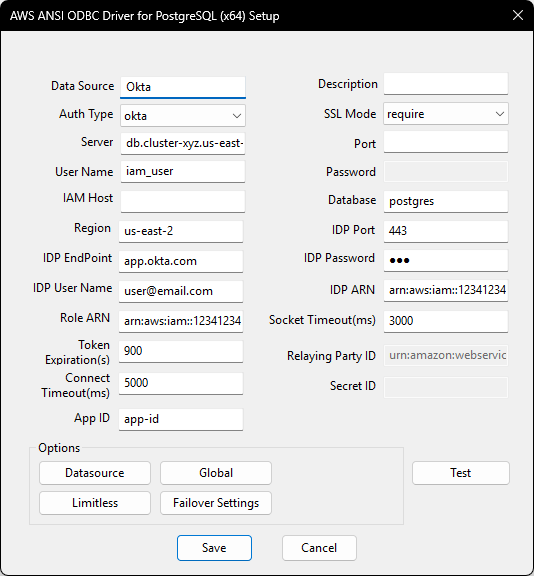 AWS ANSI ODBC Driver for PostgreSQL (x64) Setup
Data Source Okta
Description
Auth Type okta
SSL Mode require
Server db.cluster-xyz.us-east-
Port
User Name iam_user
Password
IAM Host
Database postgres
Region us-east-2
IDP Port 443
IDP EndPoint app.okta.com
IDP Password ●●●
IDP User Name user@email.com
IDP ARN arn:aws:iam::12341234
Role ARN arn:aws:iam::12341234
Socket Timeout(ms) 3000
Token
Expiration(s) 900
Relaying Party ID urn:amazon:webservic
Connect
Timeout(ms) 5000
Secret ID
App ID app-id
Options
Datasource Global Test
Limitless Failover Settings
Save Cancel